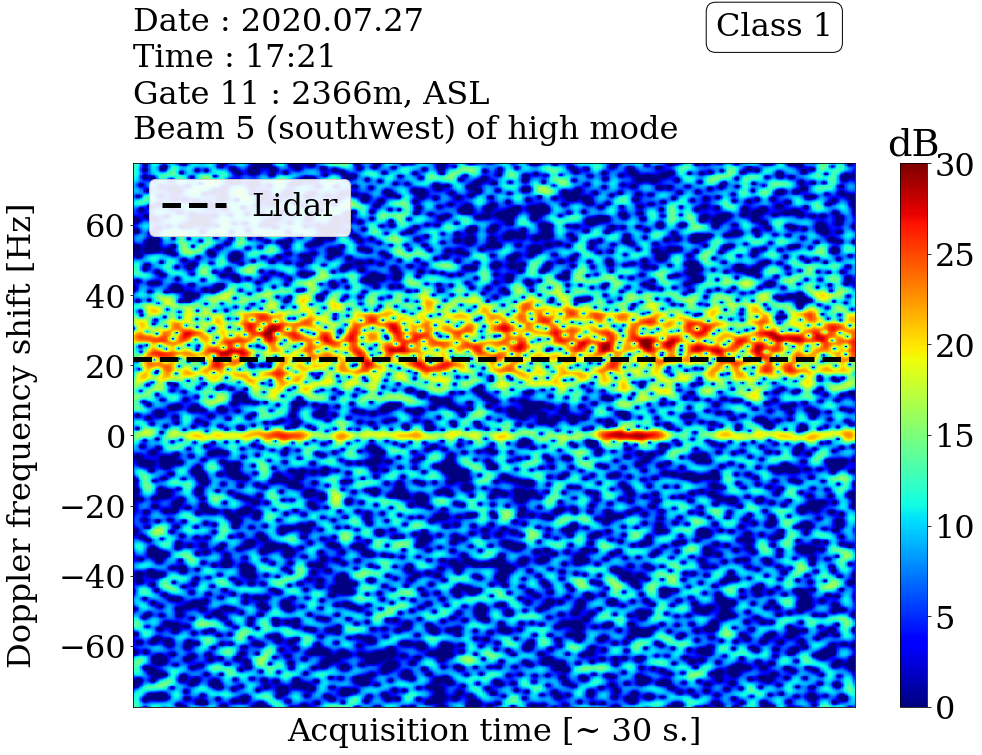 Date : 2020.07.27
Time : 17:21
Gate 11 : 2366m, ASL
Beam 5 (southwest) of high mode
Class 1
dB
Lidar
Doppler frequency shift [Hz]
60
40
20
0
−20
−40
−60
Acquisition time [~ 30 s.]
30
25
20
15
10
5
0